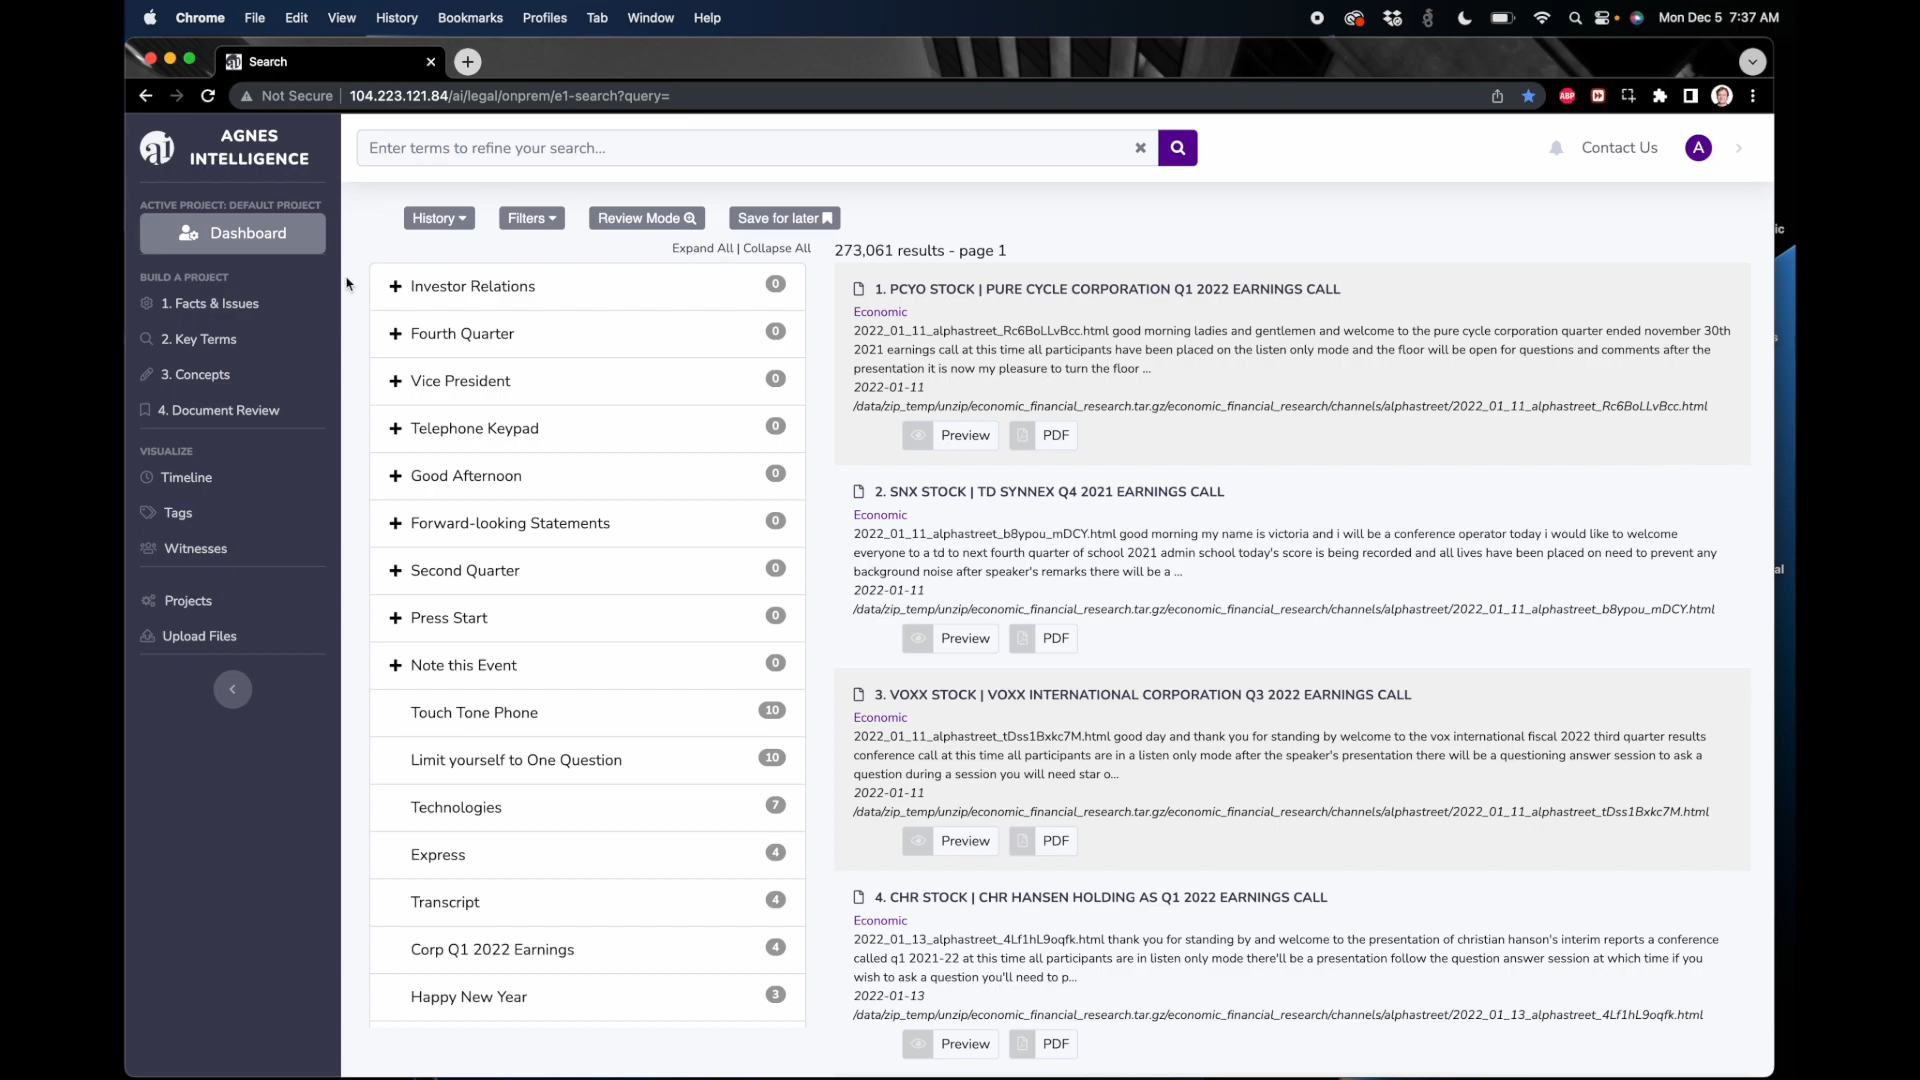 Chrome File Edit View History Bookmarks Profiles Tab Window Help Mon Dec 5 7:37 AM
Search
Not Secure 104.223.121.84/ai/legal/onprem/e1-search?query=
ABP
ai AGNES INTELLIGENCE
Enter terms to refine your search...
Contact Us A
ACTIVE PROJECT: DEFAULT PROJECT
Dashboard
BUILD A PROJECT
1. Facts & Issues
2. Key Terms
3. Concepts
4. Document Review
VISUALIZE
Timeline
Tags
Witnesses
Projects
Upload Files
History Filters Review Mode Save for later
Expand All | Collapse All
Investor Relations 0
Fourth Quarter 0
Vice President 0
Telephone Keypad 0
Good Afternoon 0
Forward-looking Statements 0
Second Quarter 0
Press Start 0
Note this Event 0
Touch Tone Phone 10
Limit yourself to One Question 10
Technologies 7
Express 4
Transcript 4
Corp Q1 2022 Earnings 4
Happy New Year 3
273,061 results - page 1
1. PCYO STOCK | PURE CYCLE CORPORATION Q1 2022 EARNINGS CALL
Economic
2022_01_11_alphastreet_Rc6BoLLvBcc.html good morning ladies and gentlemen and welcome to the pure cycle corporation quarter ended november 30th
2021 earnings call at this time all participants have been placed on the listen only mode and the floor will be open for questions and comments after the
presentation it is now my pleasure to turn the floor ...
2022-01-11
/data/zip_temp/unzip/economic_financial_research.tar.gz/economic_financial_research/channels/alphastreet/2022_01_11_alphastreet_Rc6BoLLvBcc.html
Preview PDF
2. SNX STOCK | TD SYNNEX Q4 2021 EARNINGS CALL
Economic
2022_01_11_alphastreet_b8ypou_mDCY.html good morning my name is victoria and i will be a conference operator today i would like to welcome
everyone to a td to next fourth quarter of school 2021 admin school today's score is being recorded and all lives have been placed on need to prevent any
background noise after speaker's remarks there will be a ...
2022-01-11
/data/zip_temp/unzip/economic_financial_research.tar.gz/economic_financial_research/channels/alphastreet/2022_01_11_alphastreet_b8ypou_mDCY.html
Preview PDF
3. VOXX STOCK | VOXX INTERNATIONAL CORPORATION Q3 2022 EARNINGS CALL
Economic
2022_01_11_alphastreet_tDss1Bxkc7M.html good day and thank you for standing by welcome to the vox international fiscal 2022 third quarter results
conference call at this time all participants are in a listen only mode after the speaker's presentation there will be a questioning answer session to ask a
question during a session you will need star o...
2022-01-11
/data/zip_temp/unzip/economic_financial_research.tar.gz/economic_financial_research/channels/alphastreet/2022_01_11_alphastreet_tDss1Bxkc7M.html
Preview PDF
4. CHR STOCK | CHR HANSEN HOLDING AS Q1 2022 EARNINGS CALL
Economic
2022_01_13_alphastreet_4Lf1hL9oqfk.html thank you for standing by and welcome to the presentation of christian hanson's interim reports a conference
called q1 2021-22 at this time all participants are in listen only mode there'll be a presentation follow the question answer session at which time if you
wish to ask a question you'll need to p...
2022-01-13
/data/zip_temp/unzip/economic_financial_research.tar.gz/economic_financial_research/channels/alphastreet/2022_01_13_alphastreet_4Lf1hL9oqfk.html
Preview PDF
ic
s
al